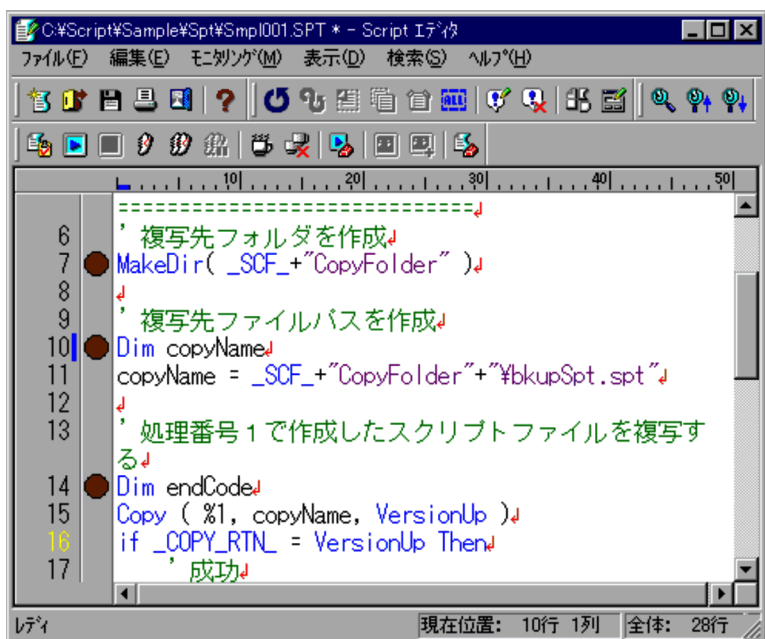 C:¥Script¥Sample¥Spt¥Smpl001.SPT * - Script ｴﾃﾞｨﾀ
ﾌｧｲﾙ(F) 編集(E) ﾓﾆﾀﾘﾝｸﾞ(M) 表示(D) 検索(S) ﾍﾙﾌﾟ(H)
10 20 30 40 50
==============================
6 ' 複写先フォルダを作成
7 MakeDir( _SCF_+"CopyFolder" )
8
9 ' 複写先ファイルパスを作成
10 Dim copyName
11 copyName = _SCF_+"CopyFolder"+"¥bkupSpt.spt"
12
13 ' 処理番号１で作成したスクリプトファイルを複写す
る
14 Dim endCode
15 Copy ( %1, copyName, VersionUp )
16 if _COPY_RTN_ = VersionUp Then
17 ' 成功
ﾚﾃﾞｨ 現在位置: 10行 1列 全体: 28行